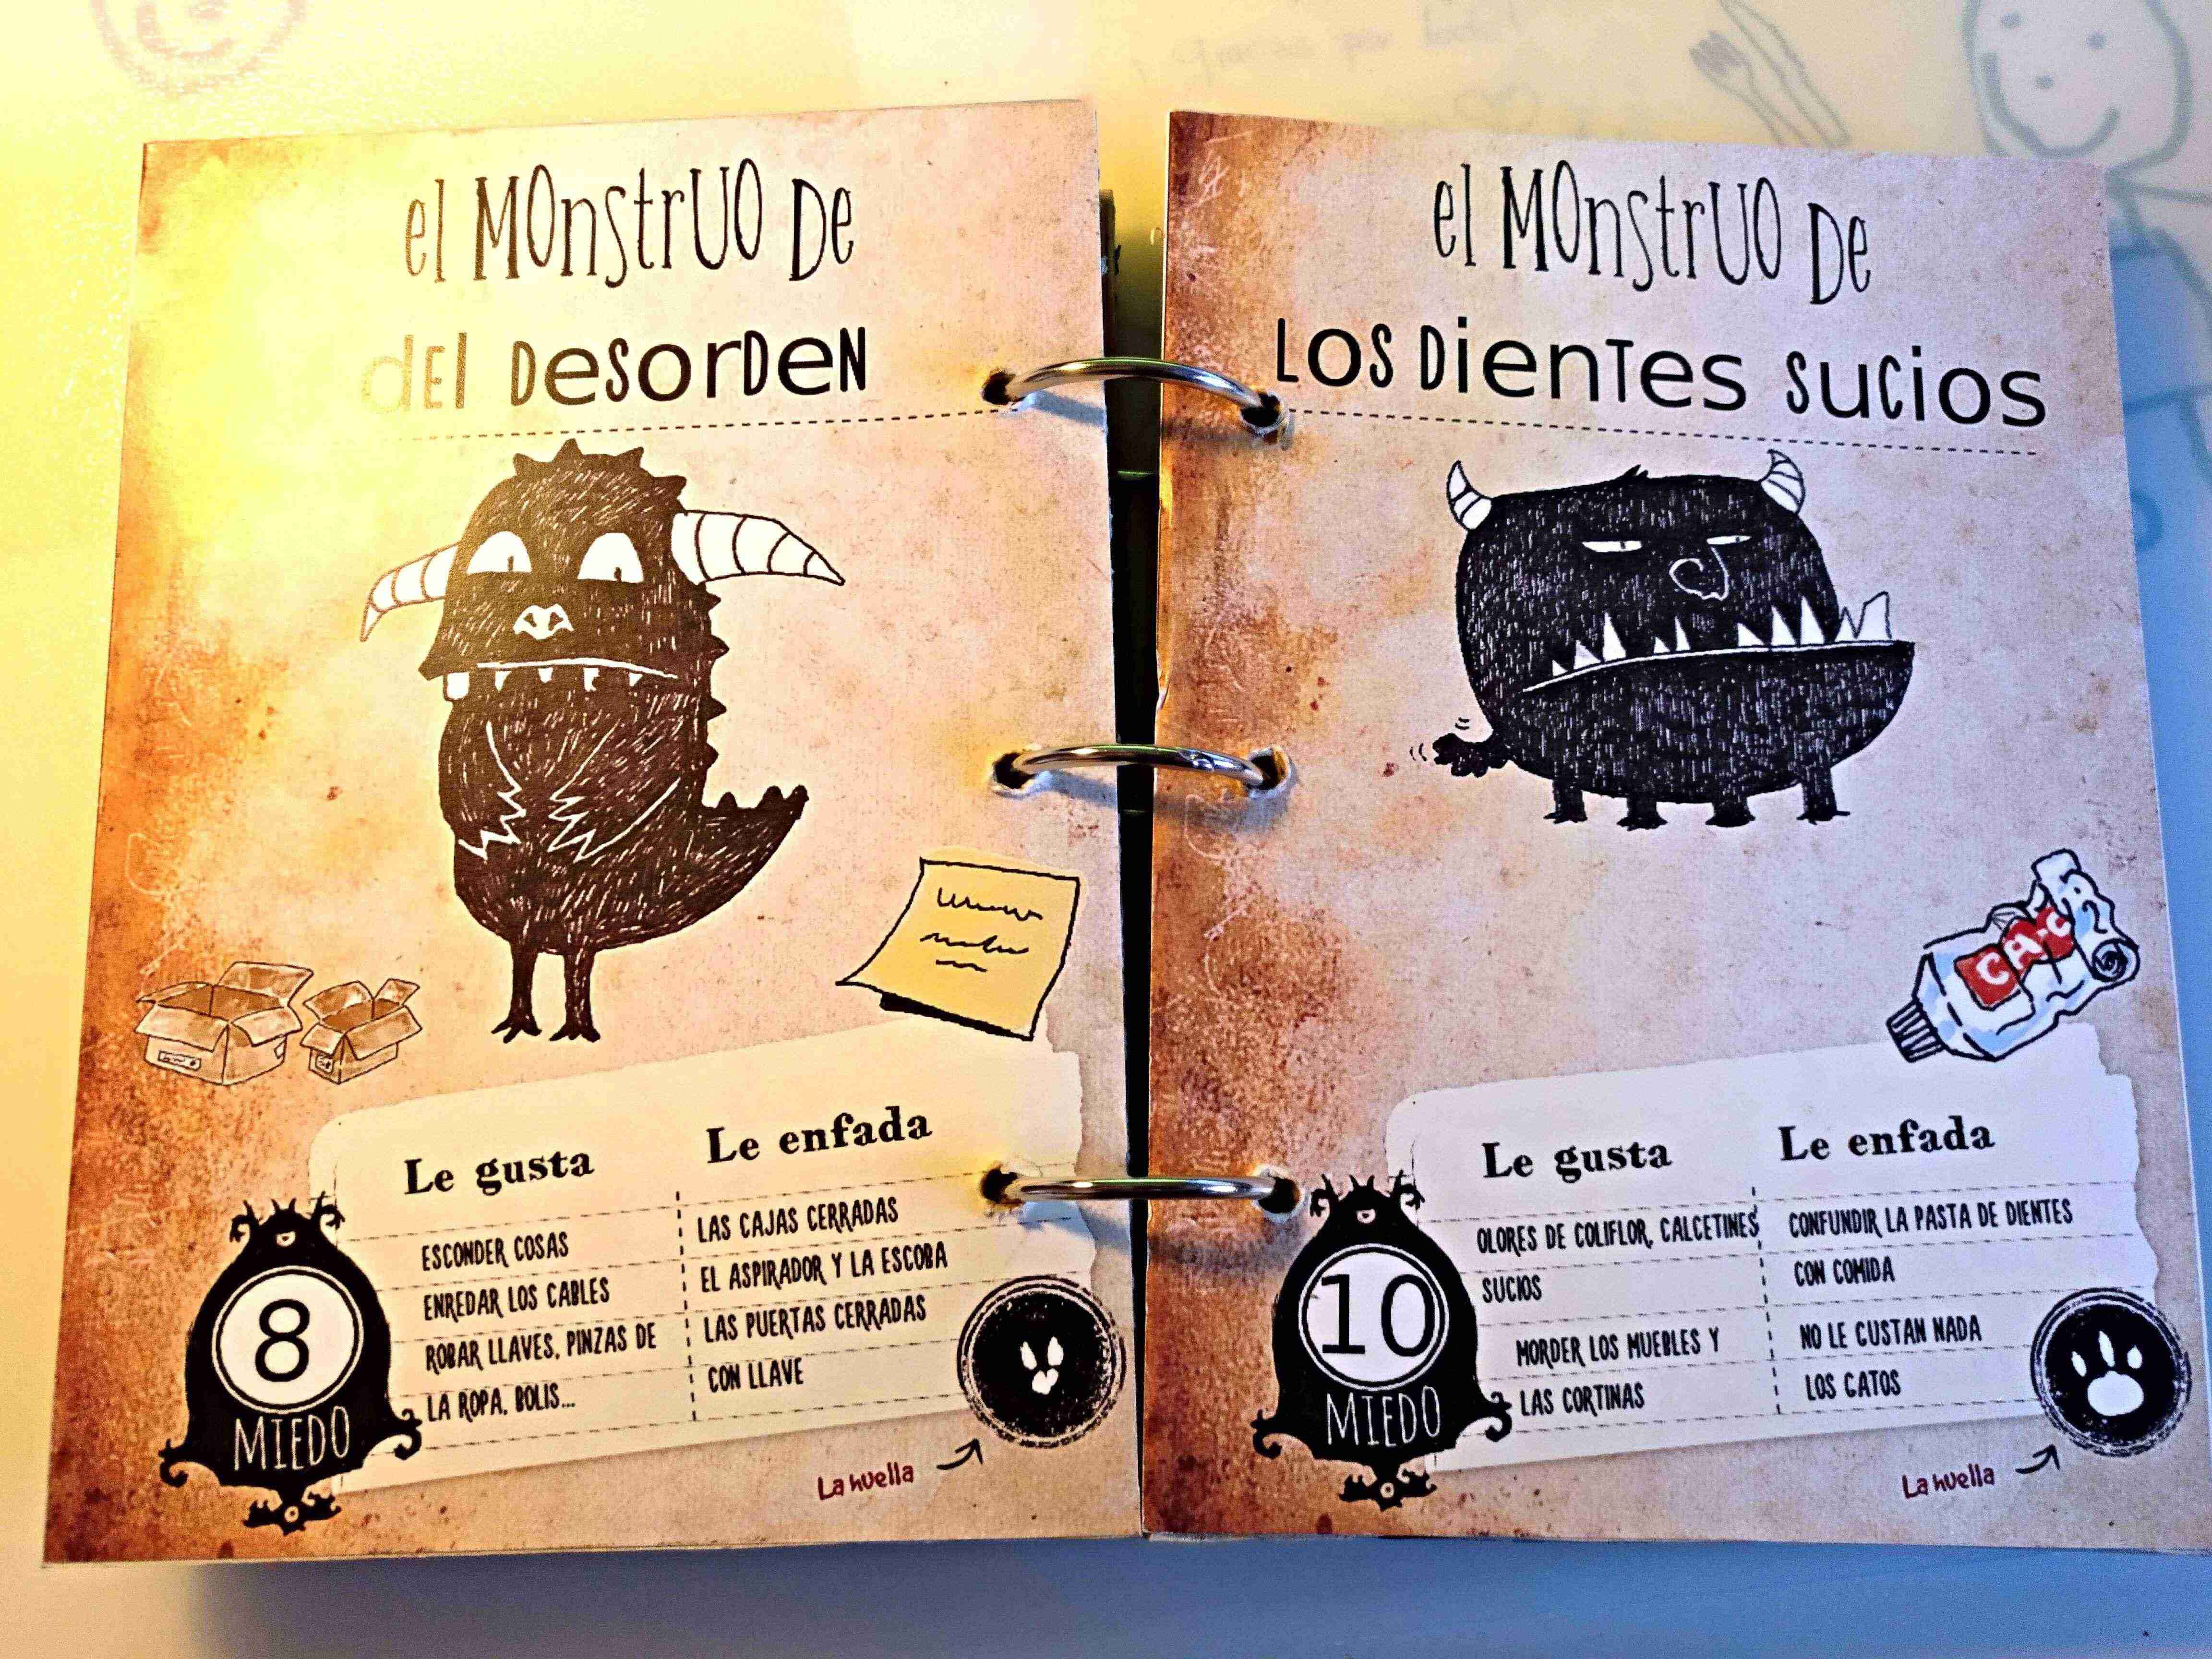 el MOnstrUO De
dEl DesorDeN
Le gusta
Le enfada
ESCONDER COSAS
ENREDAR LOS CABLES
ROBAR LLAVES, PINZAS DE
LA ROPA, BOLIS...
LAS CAJAS CERRADAS
EL ASPIRADOR Y LA ESCOBA
LAS PUERTAS CERRADAS
CON LLAVE
8
MIEDO
La huella
el MOnstrUO De
LOS DienTes suCios
CA-C
Le gusta
Le enfada
OLORES DE COLIFLOR, CALCETINES
SUCIOS
MORDER LOS MUEBLES Y
LAS CORTINAS
CONFUNDIR LA PASTA DE DIENTES
CON COMIDA
NO LE GUSTAN NADA
LOS GATOS
10
MIEDO
La huella